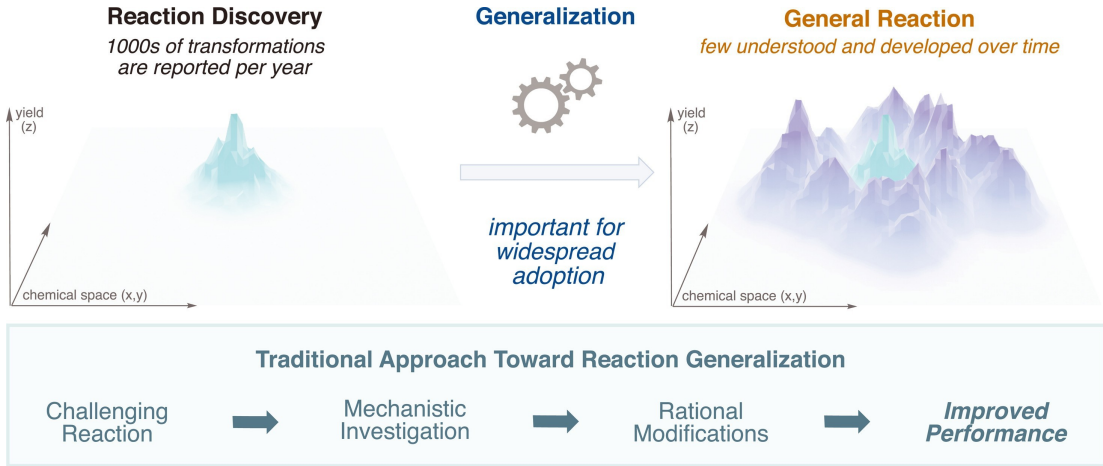 Reaction Discovery
1000s of transformations
are reported per year
yield
(z)
chemical space (x,y)
Generalization
important for
widespread
adoption
General Reaction
few understood and developed over time
yield
(z)
chemical space (x,y)
Traditional Approach Toward Reaction Generalization
Challenging
Reaction
Mechanistic
Investigation
Rational
Modifications
Improved
Performance